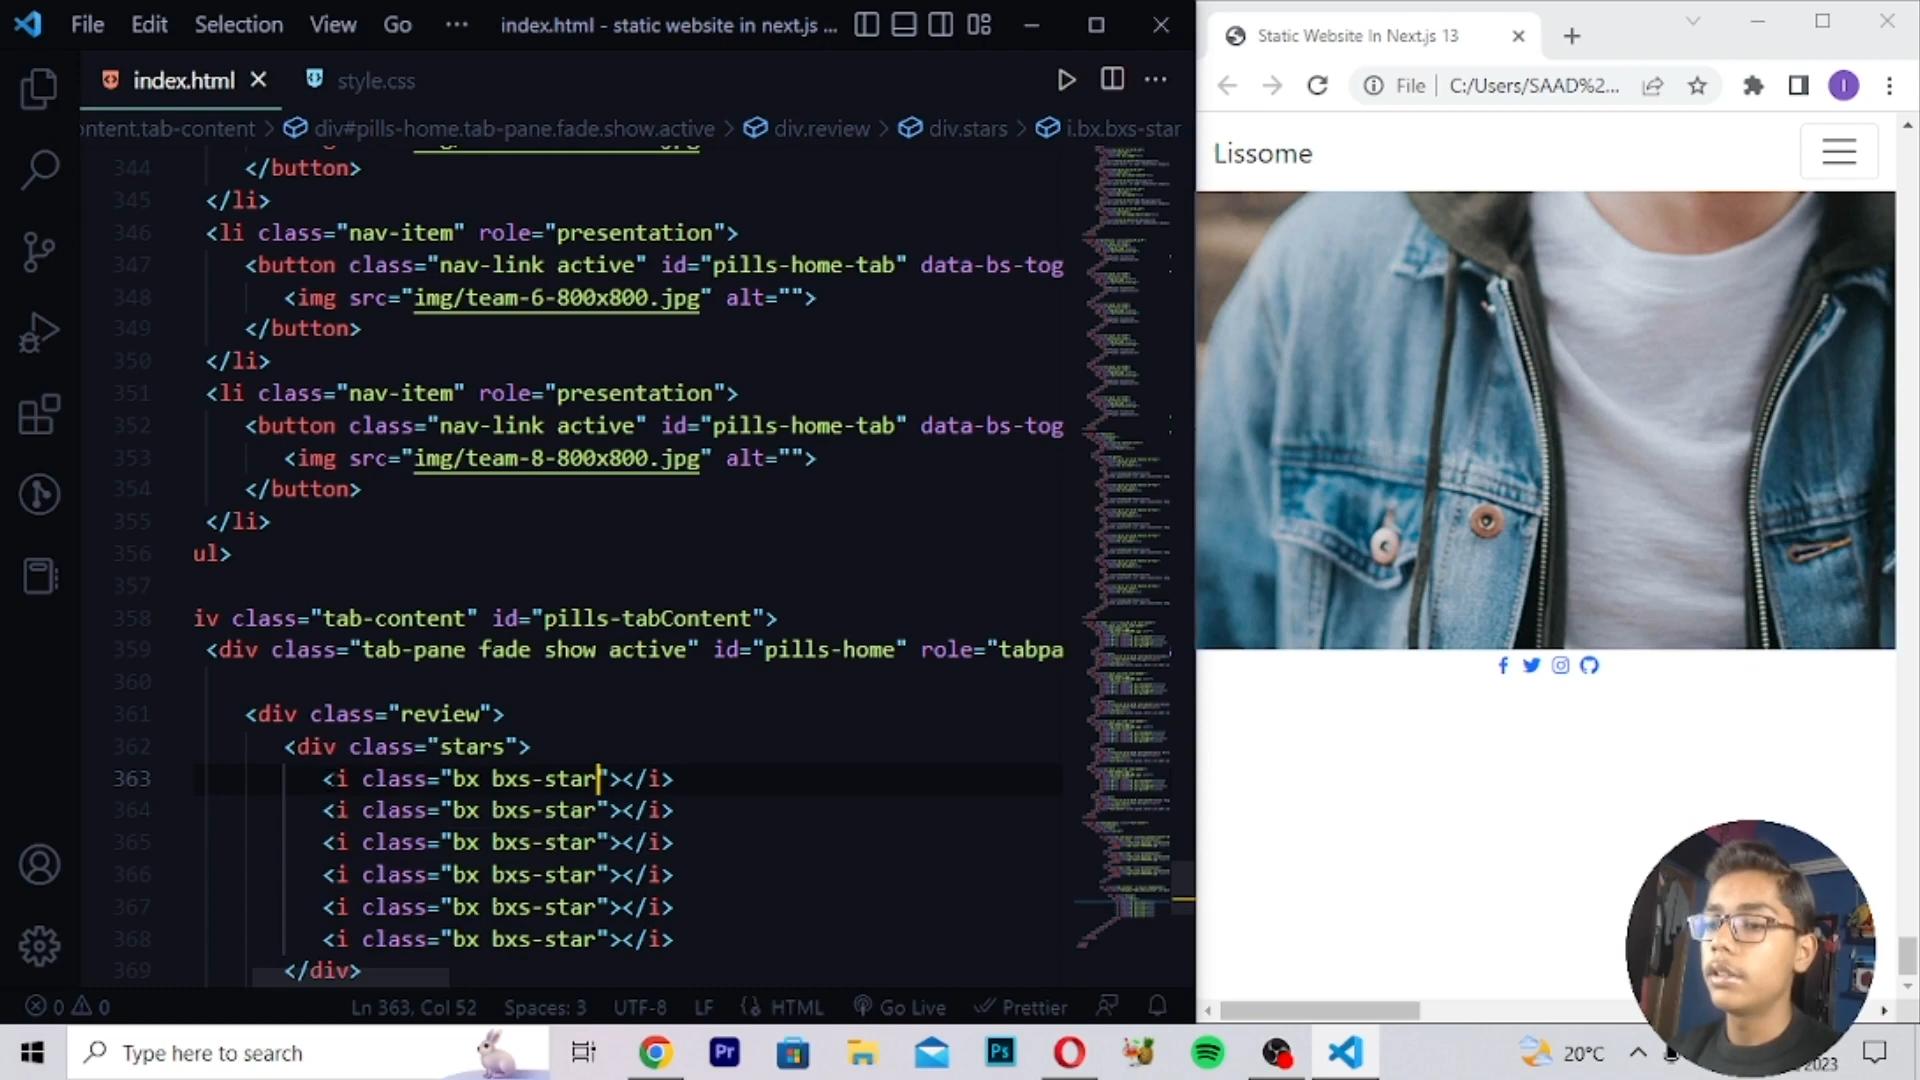 File Edit Selection View Go ··· index.html - static website in next.js ...
index.html style.css
ontent.tab-content > div#pills-home.tab-pane.fade.show.active > div.review > div.stars > i.bx.bxs-star
344 </button>
345 </li>
346 <li class="nav-item" role="presentation">
347 <button class="nav-link active" id="pills-home-tab" data-bs-tog
348 <img src="img/team-6-800x800.jpg" alt="">
349 </button>
350 </li>
351 <li class="nav-item" role="presentation">
352 <button class="nav-link active" id="pills-home-tab" data-bs-tog
353 <img src="img/team-8-800x800.jpg" alt="">
354 </button>
355 </li>
356 ul>
357
358 iv class="tab-content" id="pills-tabContent">
359 <div class="tab-pane fade show active" id="pills-home" role="tabpa
360
361 <div class="review">
362 <div class="stars">
363 <i class="bx bxs-star"></i>
364 <i class="bx bxs-star"></i>
365 <i class="bx bxs-star"></i>
366 <i class="bx bxs-star"></i>
367 <i class="bx bxs-star"></i>
368 <i class="bx bxs-star"></i>
369 </div>
0 0 Ln 363, Col 52 Spaces: 3 UTF-8 LF HTML Go Live Prettier
Static Website In Next.js 13
File C:/Users/SAAD%2...
I
Lissome
Type here to search
Pr
Ps
20°C
2023